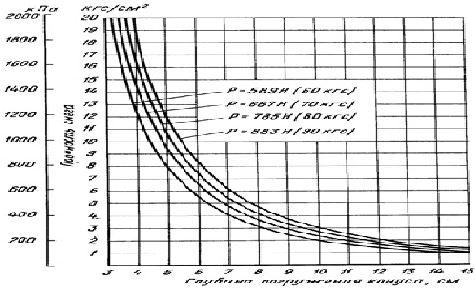 кПа кгс/см²
2000 20
19
1800 18
17
1600 16
15
1400 14
13
1200 12
11
1000 10
9
800 8
7
600 6
5
400 4
3
200 2
1
P = 589Н (60 кгс)
P = 667Н (70 кгс)
P = 785Н (80 кгс)
P = 883Н (90 кгс)
3 4 5 6 7 8 9 10 11 12 13 14 15
Глубина погружения конуса, см